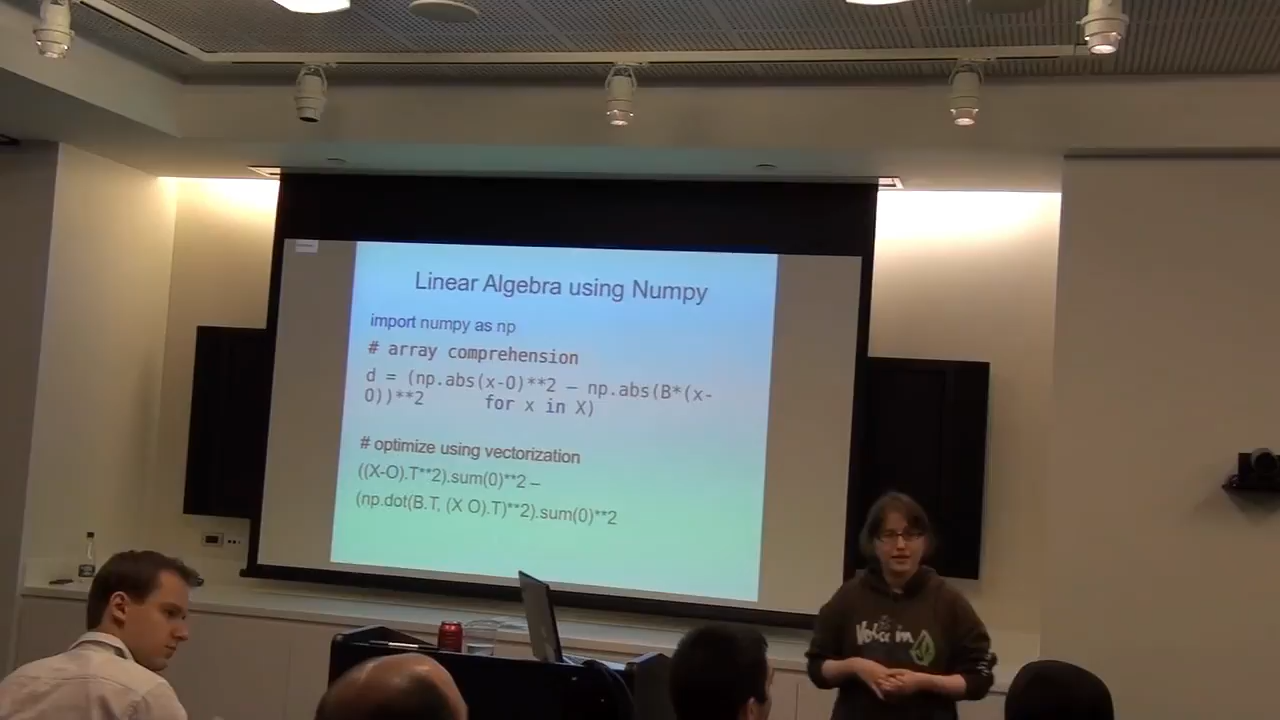 Linear Algebra using Numpy
import numpy as np
# array comprehension
d = (np.abs(x-O)**2 – np.abs(B*(x-
O))**2 for x in X)
# optimize using vectorization
((X-O).T**2).sum(0)**2 –
(np.dot(B.T, (X O).T)**2).sum(0)**2
Volcom